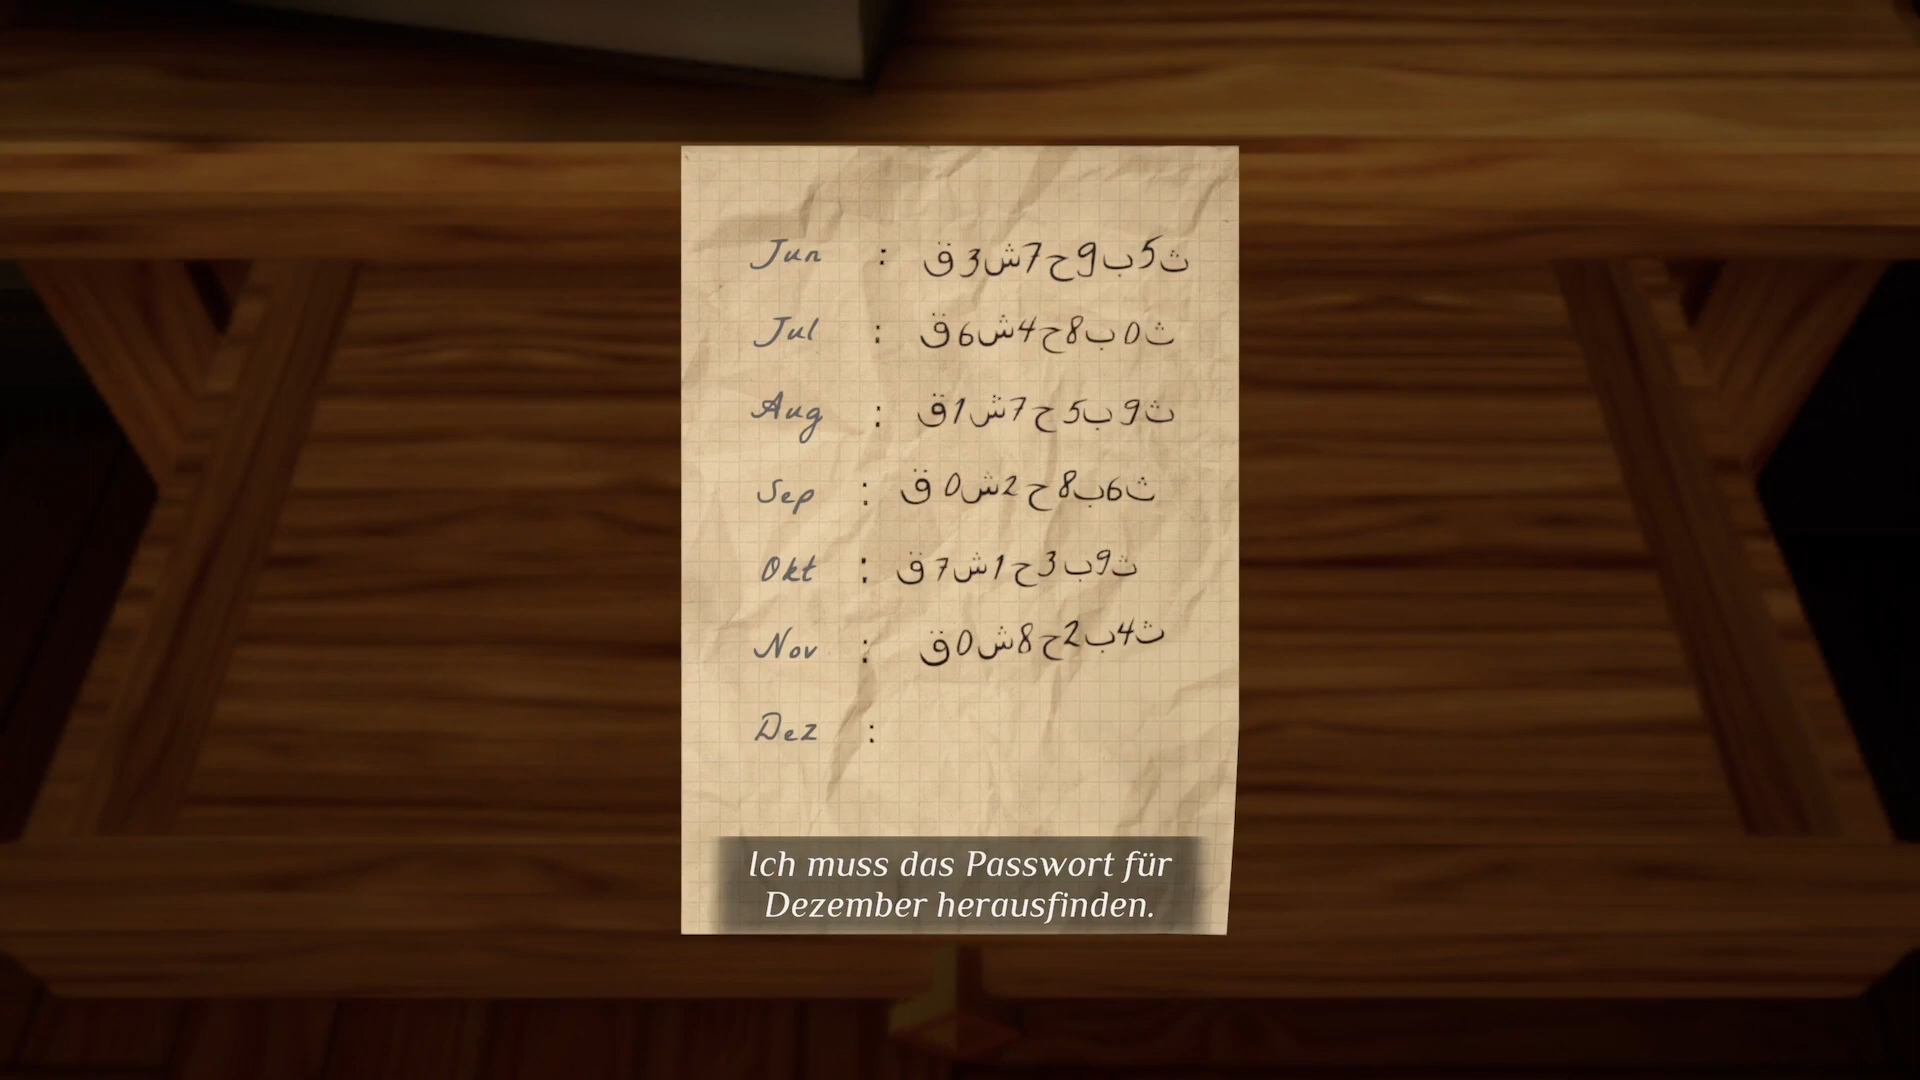 Jun : ث5ب9ح7ش3ق
Jul : ث0ب8ح4ش6ق
Aug : ث9ب5ح7ش1ق
Sep : ث6ب8ح2ش0ق
Okt : ث9ب3ح1ش7ق
Nov : ث4ب2ح8ش0ق
Dez :
Ich muss das Passwort für
Dezember herausfinden.